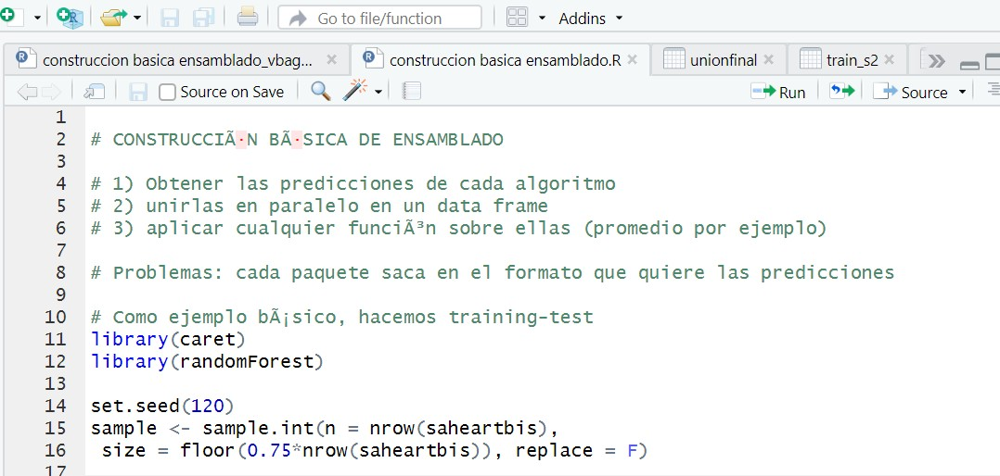 Go to file/function
Addins
construccion basica ensamblado_vbag...
construccion basica ensamblado.R
unionfinal
train_s2
Source on Save
Run
Source
1
2 # CONSTRUCCIÃ·N BÃ·SICA DE ENSAMBLADO
3
4 # 1) Obtener las predicciones de cada algoritmo
5 # 2) unirlas en paralelo en un data frame
6 # 3) aplicar cualquier funciÃ³n sobre ellas (promedio por ejemplo)
7
8 # Problemas: cada paquete saca en el formato que quiere las predicciones
9
10 # Como ejemplo bÃ¡sico, hacemos training-test
11 library(caret)
12 library(randomForest)
13
14 set.seed(120)
15 sample <- sample.int(n = nrow(saheartbis),
16 size = floor(0.75*nrow(saheartbis)), replace = F)
17